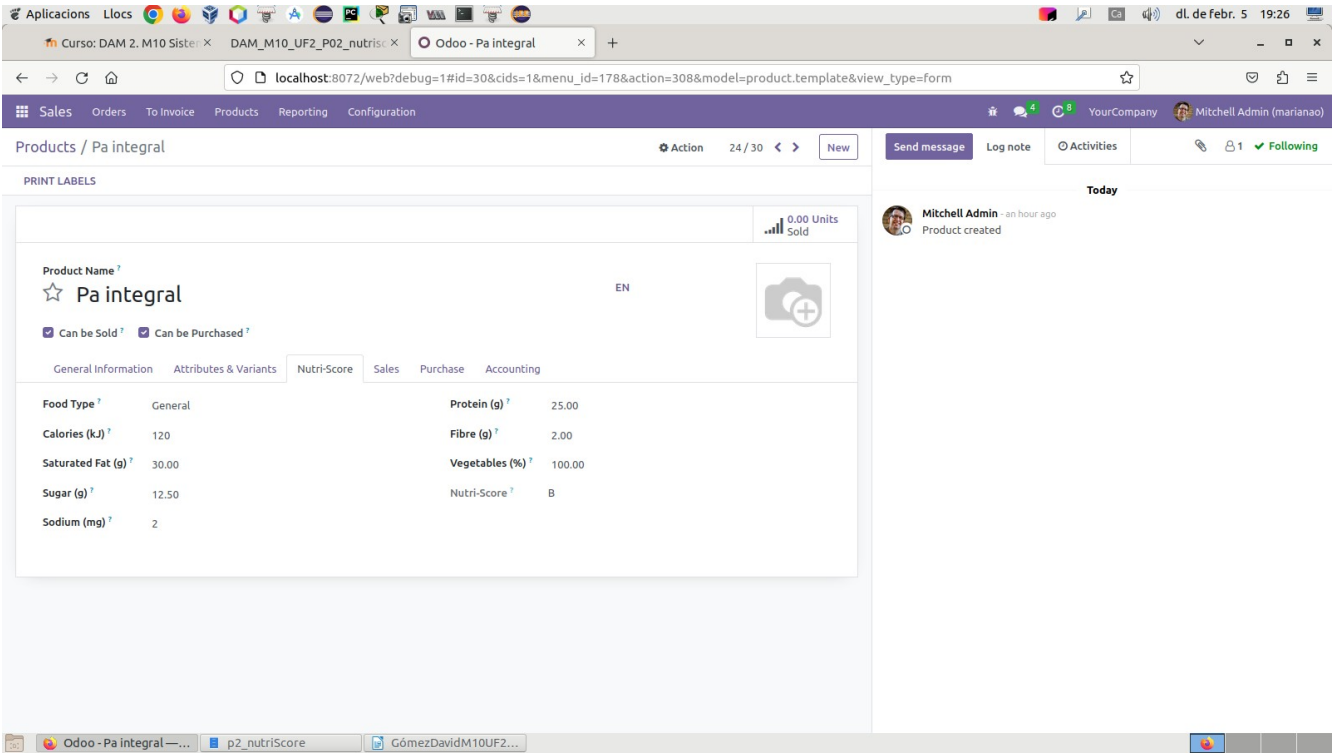 Aplicacions Llocs Ca dl. de febr. 5 19:26
Curso: DAM 2. M10 Sister DAM_M10_UF2_P02_nutrisc Odoo - Pa integral
localhost:8072/web?debug=1#id=30&cids=1&menu_id=178&action=308&model=product.template&view_type=form
Sales Orders To Invoice Products Reporting Configuration 4 8 YourCompany Mitchell Admin (marianao)
Products / Pa integral Action 24 / 30 New Send message Log note Activities 1 Following
PRINT LABELS
Today
0.00 Units
Sold
Mitchell Admin - an hour ago
Product created
Product Name ?
Pa integral EN
Can be Sold ? Can be Purchased ?
General Information Attributes & Variants Nutri-Score Sales Purchase Accounting
Food Type ? General Protein (g) ? 25.00
Calories (kJ) ? 120 Fibre (g) ? 2.00
Saturated Fat (g) ? 30.00 Vegetables (%) ? 100.00
Sugar (g) ? 12.50 Nutri-Score ? B
Sodium (mg) ? 2
Odoo - Pa integral —... p2_nutriScore GómezDavidM10UF2...